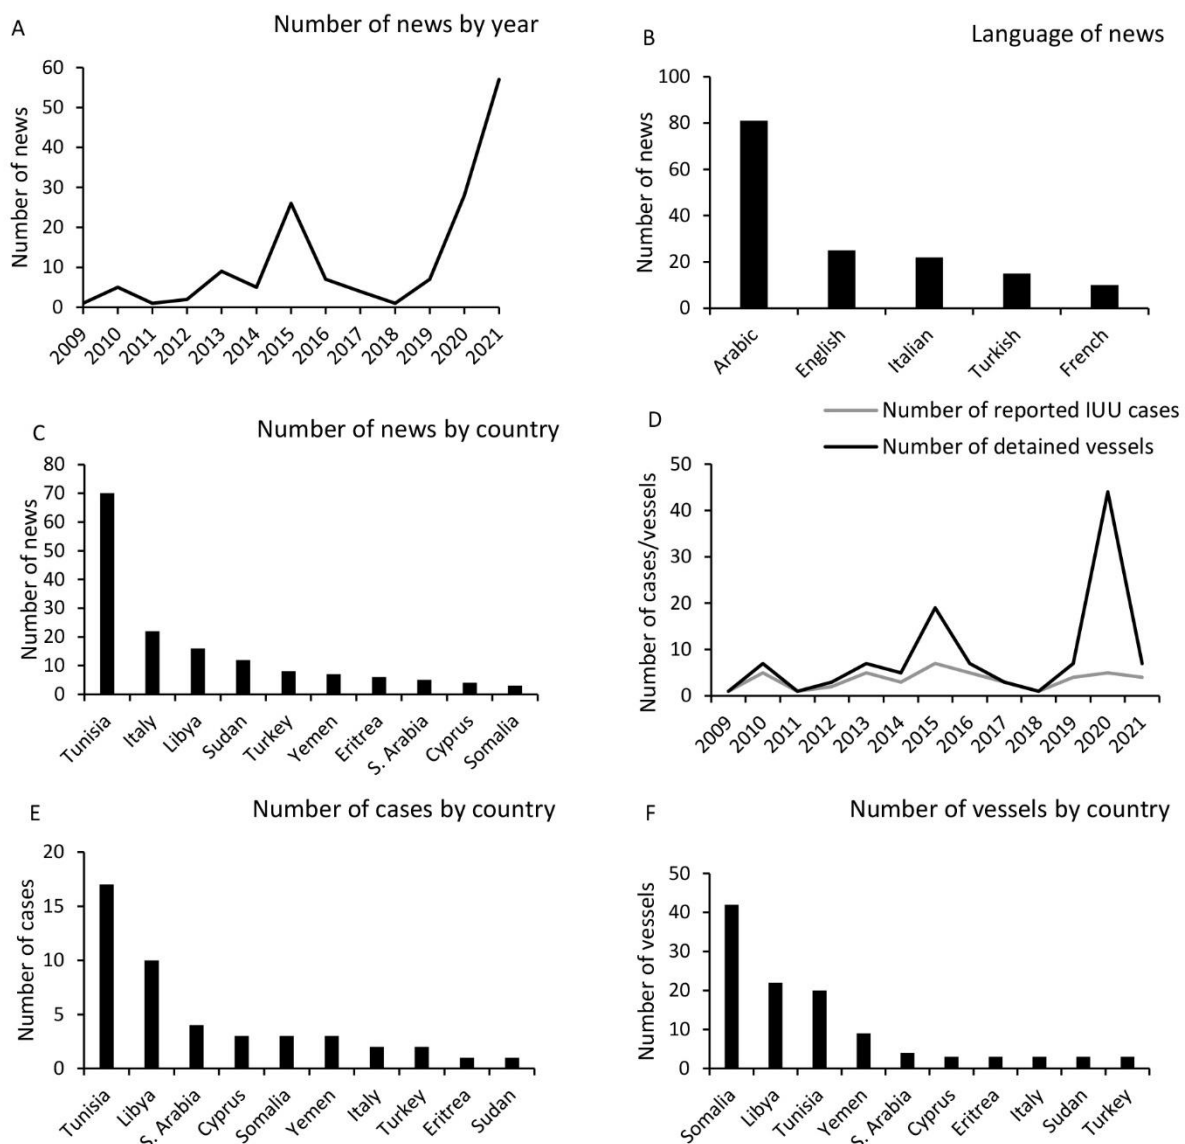 A
Number of news by year
Number of news
60
50
40
30
20
10
0
2009
2010
2011
2012
2013
2014
2015
2016
2017
2018
2019
2020
2021
B
Language of news
Number of news
100
80
60
40
20
0
Arabic
English
Italian
Turkish
French
C
Number of news by country
Number of news
80
70
60
50
40
30
20
10
0
Tunisia
Italy
Libya
Sudan
Turkey
Yemen
Eritrea
S. Arabia
Cyprus
Somalia
D
Number of reported IUU cases
Number of detained vessels
Number of cases/vessels
50
40
30
20
10
0
2009
2010
2011
2012
2013
2014
2015
2016
2017
2018
2019
2020
2021
E
Number of cases by country
Number of cases
20
15
10
5
0
Tunisia
Libya
S. Arabia
Cyprus
Somalia
Yemen
Italy
Turkey
Eritrea
Sudan
F
Number of vessels by country
Number of vessels
50
40
30
20
10
0
Somalia
Libya
Tunisia
Yemen
S. Arabia
Cyprus
Eritrea
Italy
Sudan
Turkey